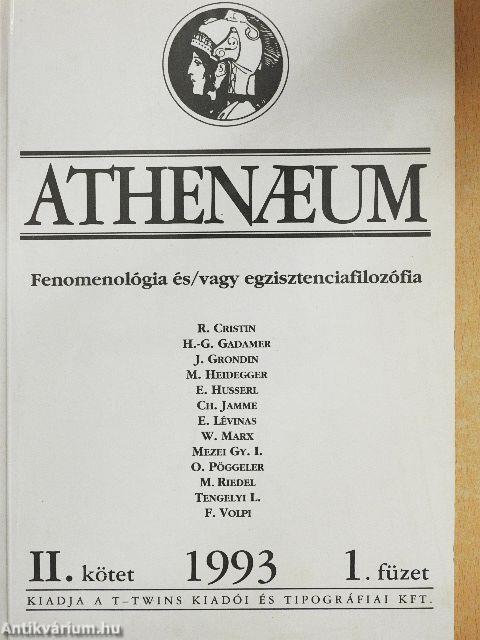 ATHENÆUM
Fenomenológia és/vagy egzisztenciafilozófia
R. CRISTIN
H.-G. GADAMER
J. GRONDIN
M. HEIDEGGER
E. HUSSERL
CH. JAMME
E. LÉVINAS
W. MARX
MEZEI GY. I.
O. PÖGGELER
M. RIEDEL
TENGELYI L.
F. VOLPI
II. kötet 1993 1. füzet
KIADJA A T-TWINS KIADÓI ÉS TIPOGRÁFIAI KFT.
Antikvárium.hu